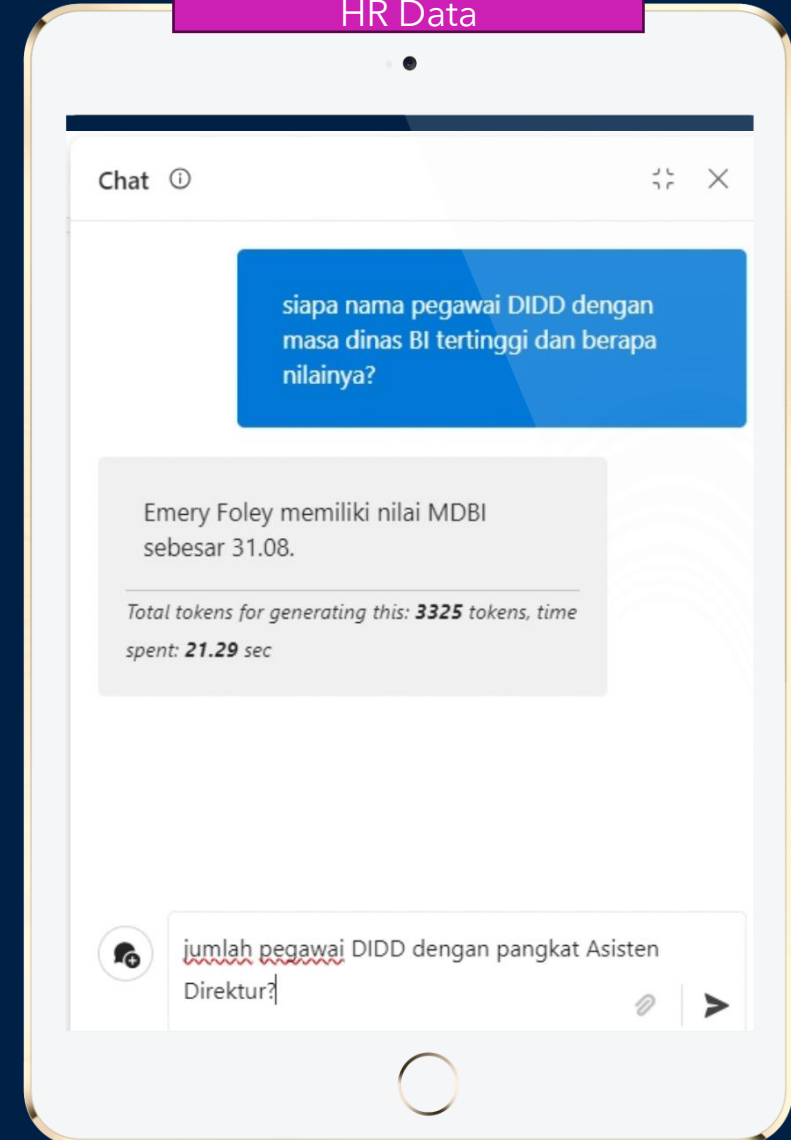 HR Data
Chat
siapa nama pegawai DIDD dengan
masa dinas BI tertinggi dan berapa
nilainya?
Emery Foley memiliki nilai MDBI
sebesar 31.08.
Total tokens for generating this: 3325 tokens, time
spent: 21.29 sec
jumlah pegawai DIDD dengan pangkat Asisten
Direktur?